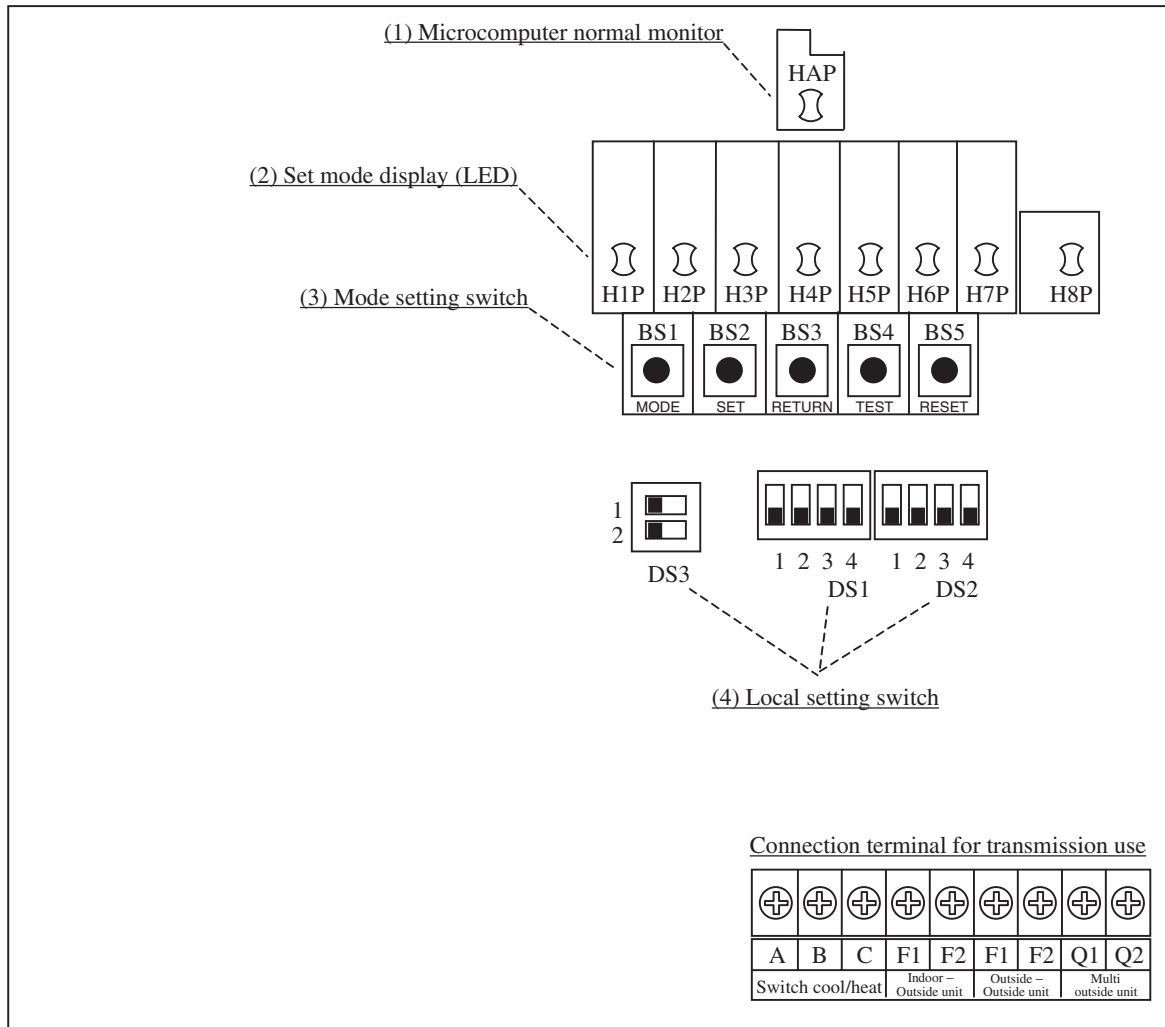 (1) Microcomputer normal monitor
HAP
(2) Set mode display (LED)
H1P H2P H3P H4P H5P H6P H7P H8P
(3) Mode setting switch
BS1 BS2 BS3 BS4 BS5
MODE SET RETURN TEST RESET
1
2
DS3
1 2 3 4 1 2 3 4
DS1 DS2
(4) Local setting switch
Connection terminal for transmission use
A B C F1 F2 F1 F2 Q1 Q2
Switch cool/heat
Indoor –
Outside unit
Outside –
Outside unit
Multi
outside unit